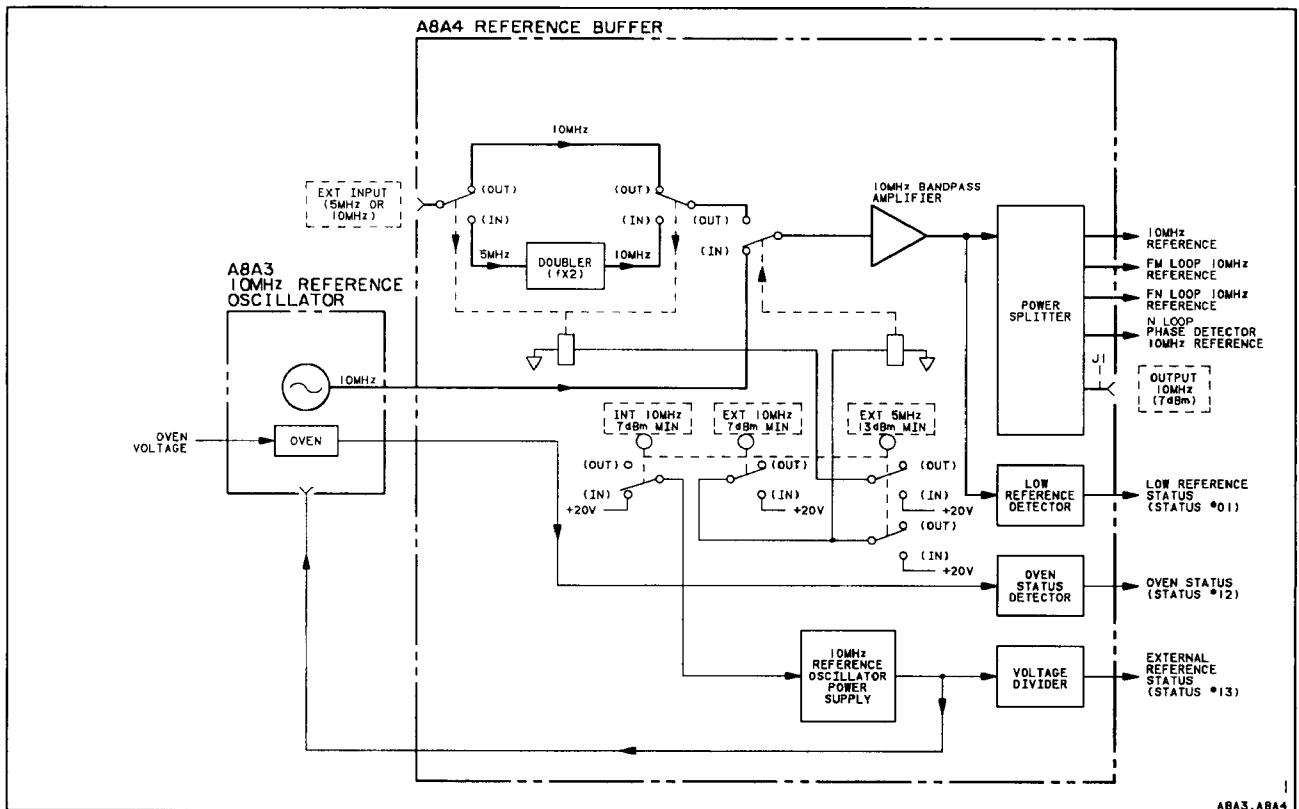 A8A4 REFERENCE BUFFER
10MHz
EXT INPUT
(5MHz OR
10MHz)
(OUT)
(IN)
5MHz
DOUBLER
(fX2)
10MHz
(OUT)
(IN)
(OUT)
(IN)
10MHz BANDPASS
AMPLIFIER
POWER
SPLITTER
10MHz
REFERENCE
FM LOOP 10MHz
REFERENCE
FN LOOP 10MHz
REFERENCE
N LOOP
PHASE DETECTOR
10MHz REFERENCE
J1
OUTPUT
10MHz
(7dBm)
A8A3
10MHz REFERENCE
OSCILLATOR
10MHz
OVEN
VOLTAGE
OVEN
INT 10MHz
7dBm MIN
EXT 10MHz
7dBm MIN
EXT 5MHz
13dBm MIN
(OUT)
(IN)
+20V
(OUT)
(IN)
+20V
(OUT)
(IN)
+20V
(OUT)
(IN)
+20V
LOW
REFERENCE
DETECTOR
LOW REFERENCE
STATUS
(STATUS #01)
OVEN
STATUS
DETECTOR
OVEN STATUS
(STATUS #12)
10MHz
REFERENCE
OSCILLATOR
POWER
SUPPLY
VOLTAGE
DIVIDER
EXTERNAL
REFERENCE
STATUS
(STATUS #13)
A8A3,A8A4